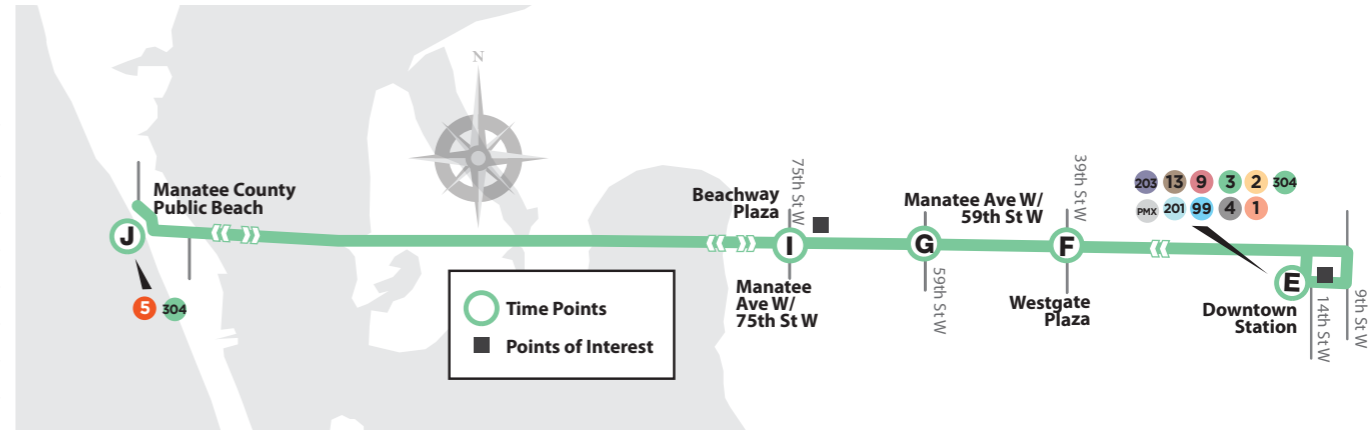 N
Manatee County
Public Beach
J
5 304
Beachway
Plaza
75th St W
I
Manatee
Ave W/
75th St W
Manatee Ave W/
59th St W
G
59th St W
39th St W
F
Westgate
Plaza
203 13 9 3 2 304
PMX 201 99 4 1
E
Downtown
Station
14th St W
9th St W
Time Points
Points of Interest